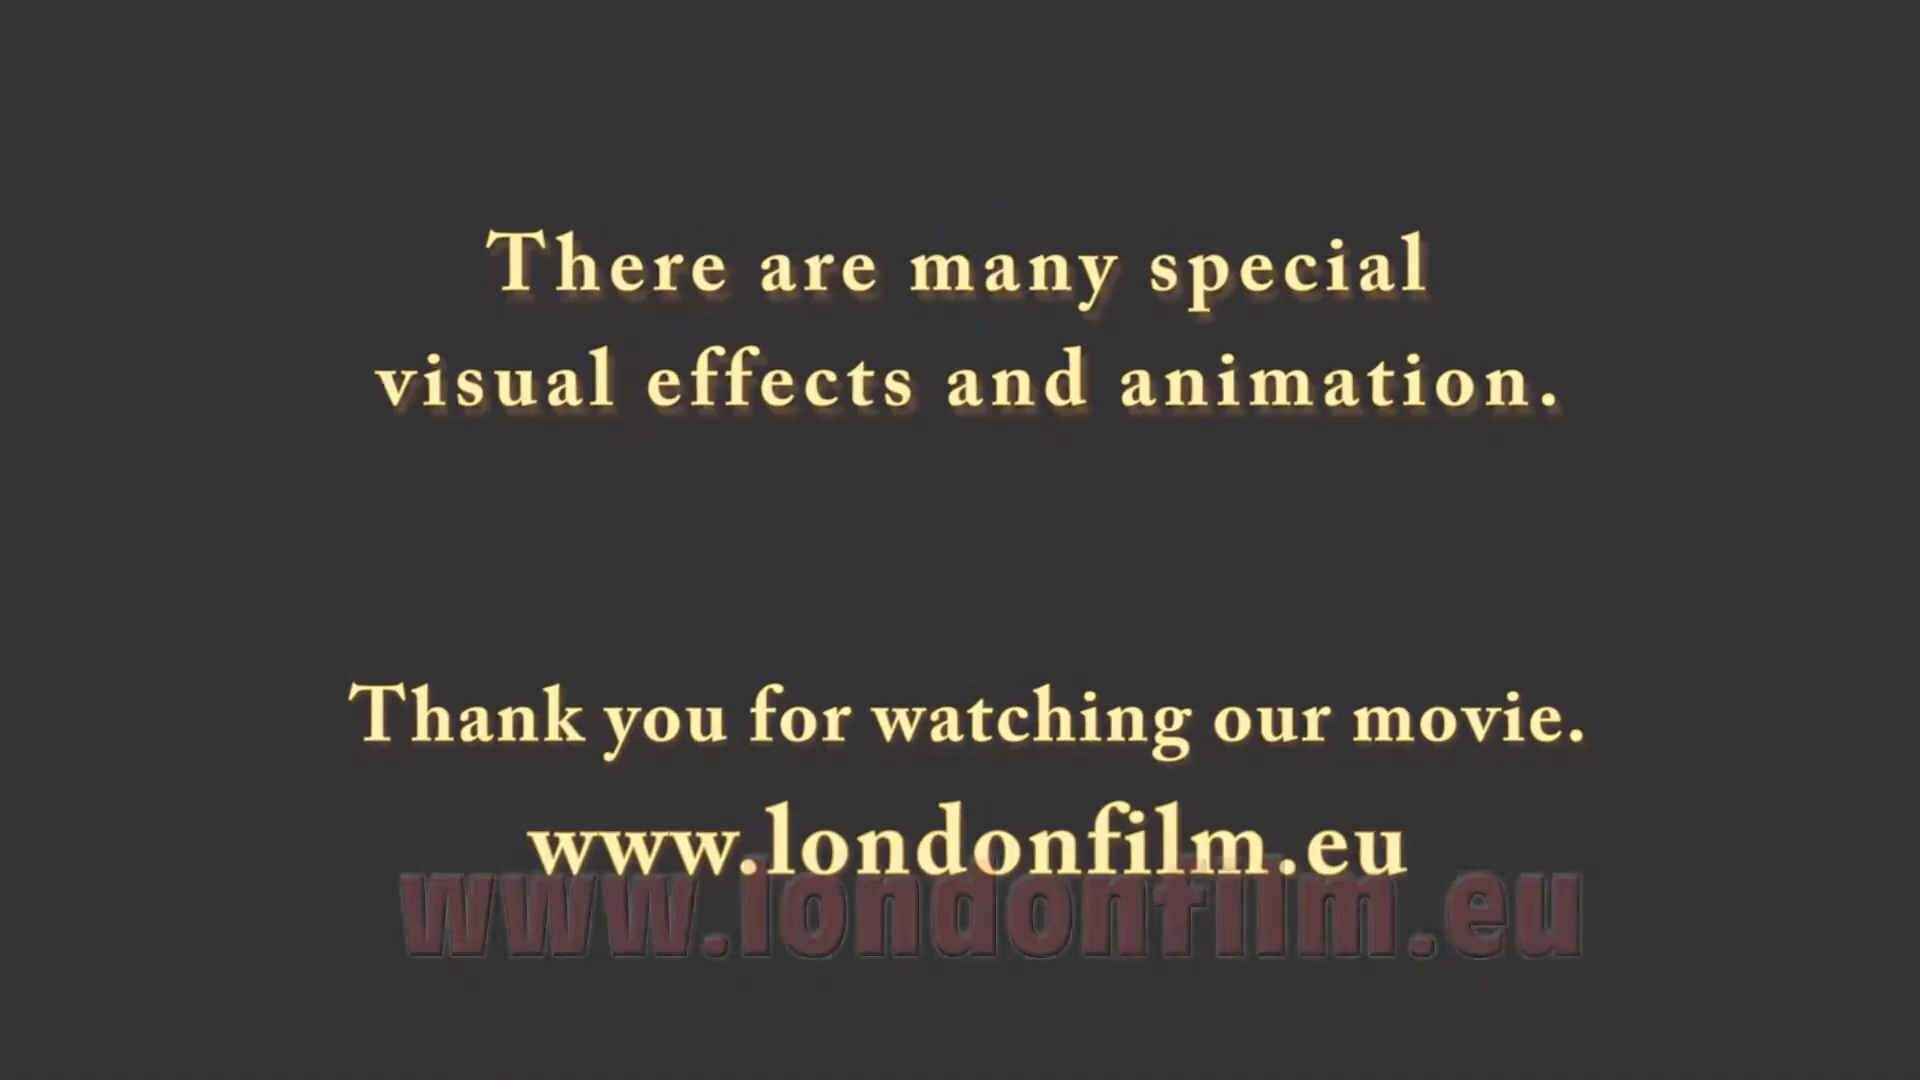 There are many special
visual effects and animation.
Thank you for watching our movie.
www.londonfilm.eu
www.londonfilm.eu